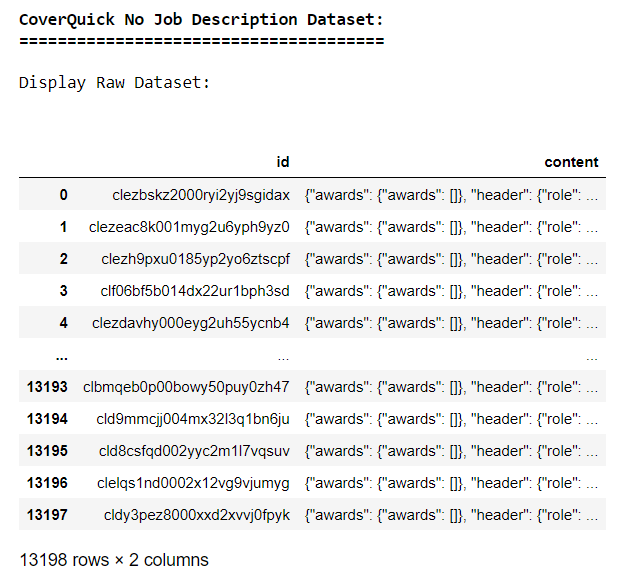 CoverQuick No Job Description Dataset:
======================================
Display Raw Dataset:
id content
0 clezbskz2000ryi2yj9sgidax {"awards": {"awards": []}, "header": {"role": ...
1 clezeac8k001myg2u6yph9yz0 {"awards": {"awards": []}, "header": {"role": ...
2 clezh9pxu0185yp2yo6ztscpf {"awards": {"awards": []}, "header": {"role": ...
3 clf06bf5b014dx22ur1bph3sd {"awards": {"awards": []}, "header": {"role": ...
4 clezdavhy000eyg2uh55ycnb4 {"awards": {"awards": []}, "header": {"role": ...
... ... ...
13193 clbmqeb0p00bowy50puy0zh47 {"awards": {"awards": []}, "header": {"role": ...
13194 cld9mmcjj004mx32l3q1bn6ju {"awards": {"awards": []}, "header": {"role": ...
13195 cld8csfqd002yyc2m1l7vqsuv {"awards": {"awards": []}, "header": {"role": ...
13196 clelqs1nd0002x12vg9vjumyg {"awards": {"awards": []}, "header": {"role": ...
13197 cldy3pez8000xxd2xvvj0fpyk {"awards": {"awards": []}, "header": {"role": ...
13198 rows × 2 columns